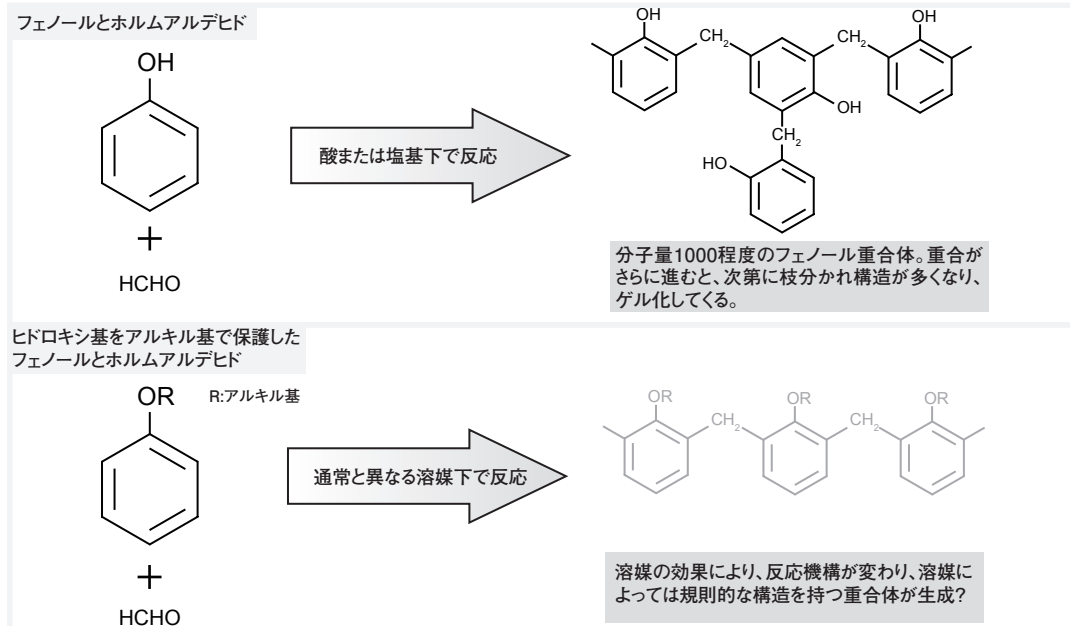 フェノールとホルムアルデヒド
OH
+
HCHO
酸または塩基下で反応
OH
CH2
CH2
OH
OH
CH2
HO
分子量1000程度のフェノール重合体。重合が
さらに進むと、次第に枝分かれ構造が多くなり、
ゲル化してくる。
ヒドロキシ基をアルキル基で保護した
フェノールとホルムアルデヒド
OR
R:アルキル基
+
HCHO
通常と異なる溶媒下で反応
OR
CH2
OR
CH2
OR
溶媒の効果により、反応機構が変わり、溶媒に
よっては規則的な構造を持つ重合体が生成?